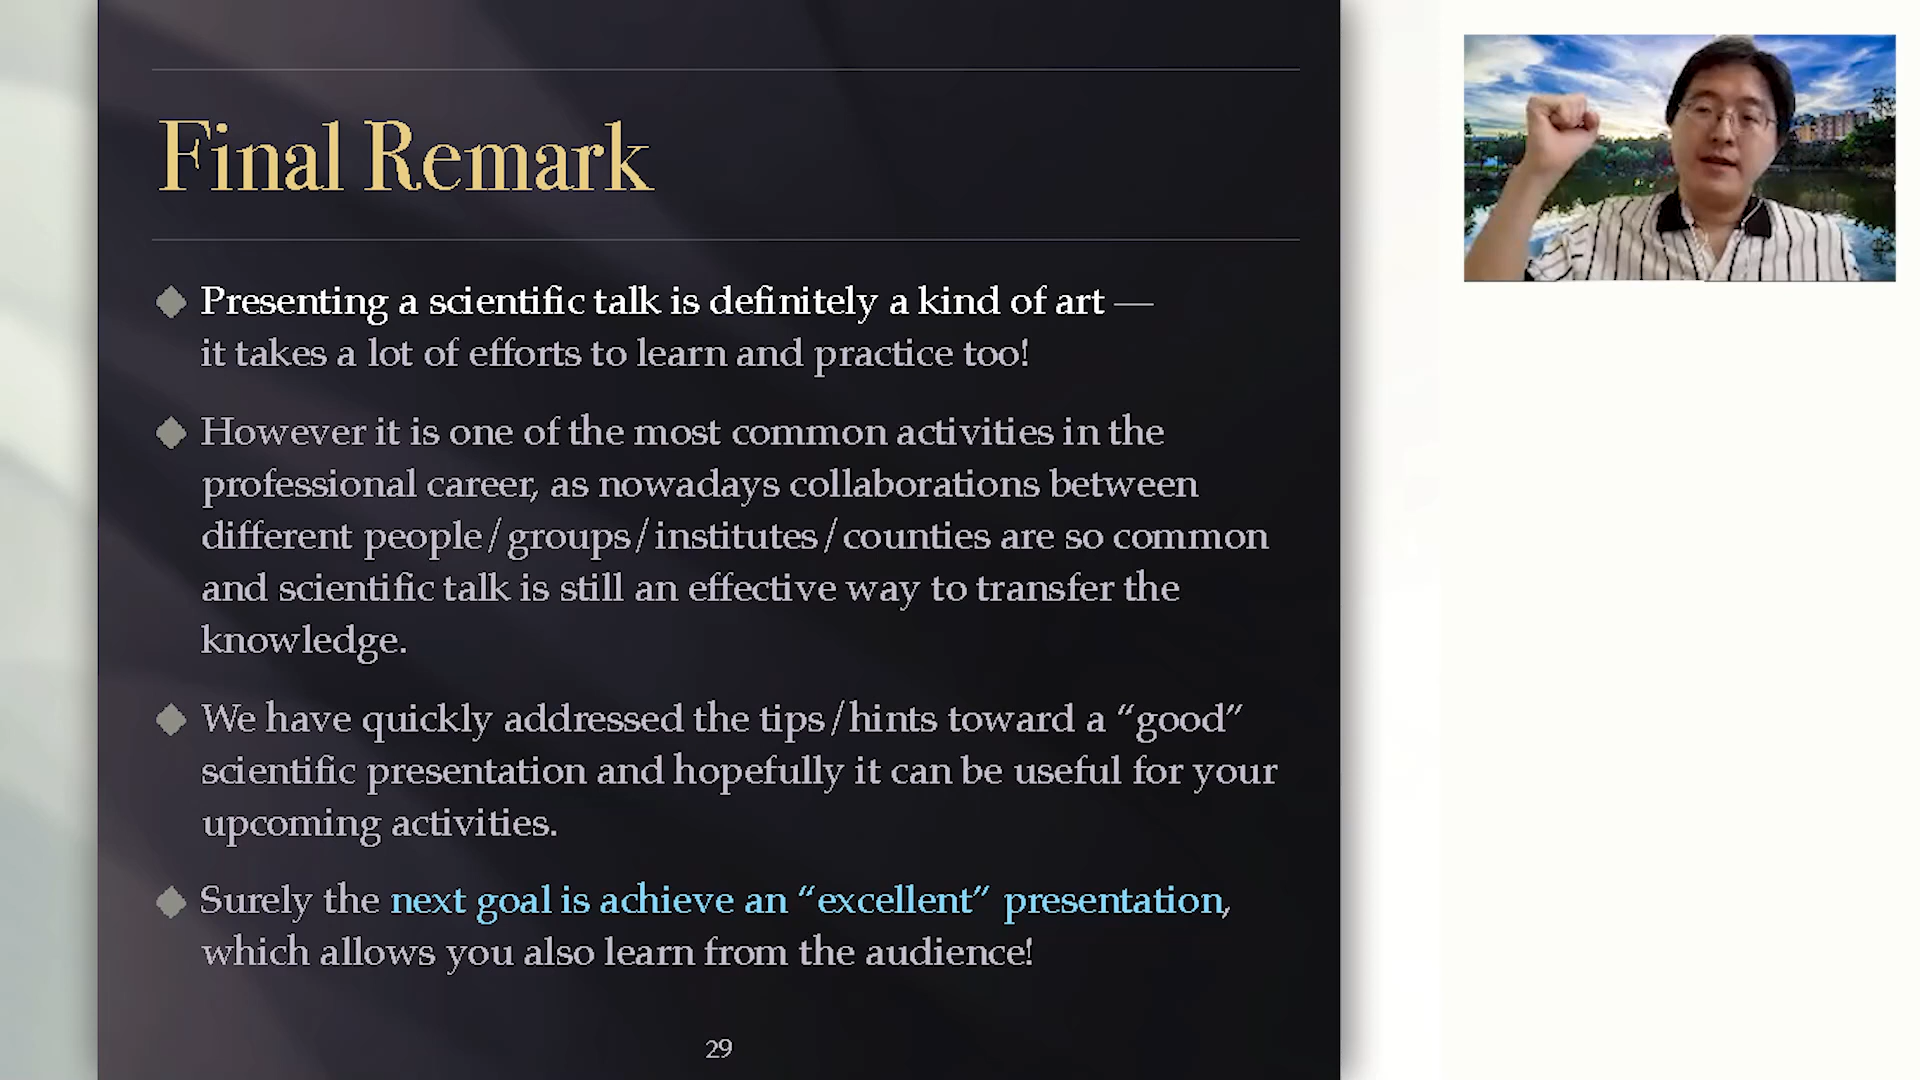 Final Remark
Presenting a scientific talk is definitely a kind of art —
it takes a lot of efforts to learn and practice too!
However it is one of the most common activities in the
professional career, as nowadays collaborations between
different people/groups/institutes/counties are so common
and scientific talk is still an effective way to transfer the
knowledge.
We have quickly addressed the tips/hints toward a “good”
scientific presentation and hopefully it can be useful for your
upcoming activities.
Surely the next goal is achieve an “excellent” presentation,
which allows you also learn from the audience!
29